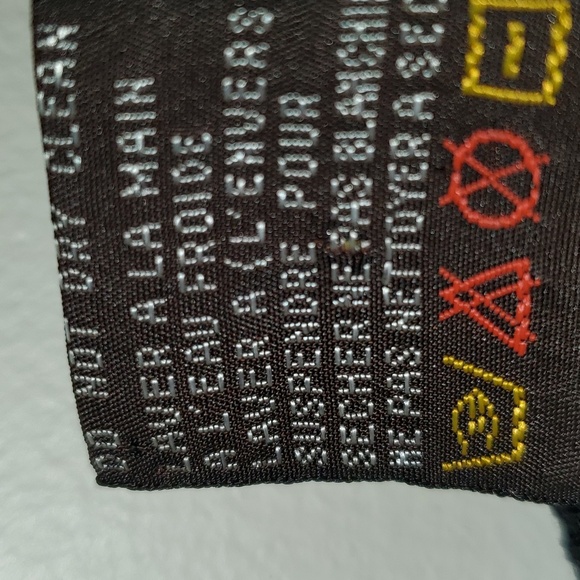 DO NOT DRY CLEAN
LAVER A LA MAIN
A L'EAU FROIDE
LAVER A (L'ENVERS
SUSPENDRE POUR
SECHER NE PAS BLANCHIR
NE PAS NETTOYER A SEC